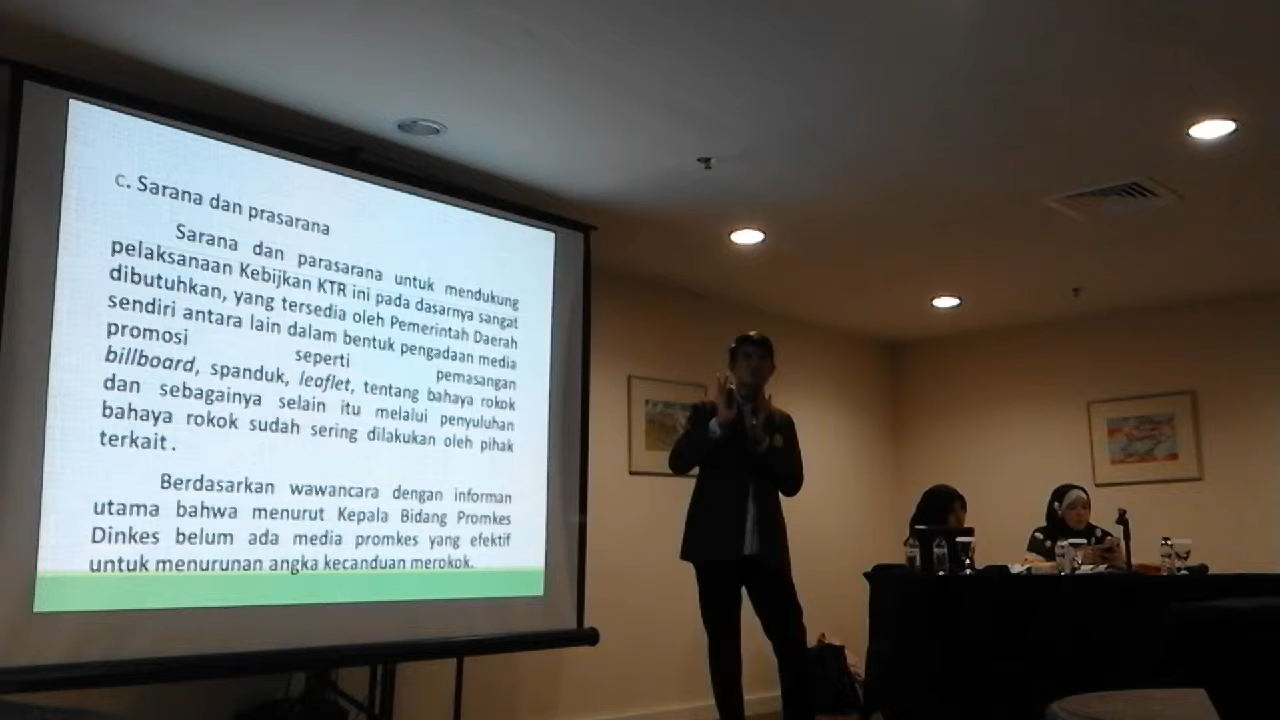 c. Sarana dan prasarana
Sarana dan parasarana untuk mendukung
pelaksanaan Kebijkan KTR ini pada dasarnya sangat
dibutuhkan, yang tersedia oleh Pemerintah Daerah
sendiri antara lain dalam bentuk pengadaan media
promosi seperti pemasangan
billboard, spanduk, leaflet, tentang bahaya rokok
dan sebagainya selain itu melalui penyuluhan
bahaya rokok sudah sering dilakukan oleh pihak
terkait.
Berdasarkan wawancara dengan informan
utama bahwa menurut Kepala Bidang Promkes
Dinkes belum ada media promkes yang efektif
untuk menurunan angka kecanduan merokok.